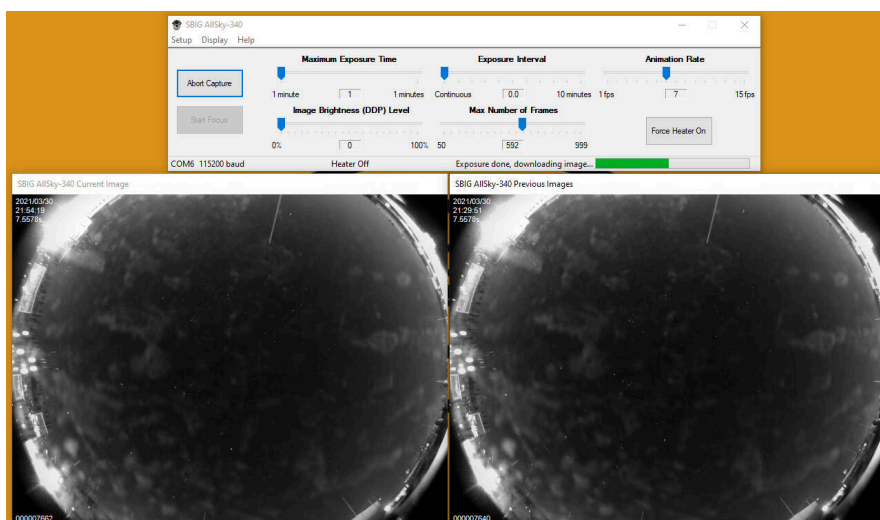 SBIG AllSky-340
Setup Display Help
Maximum Exposure Time
Exposure Interval
Animation Rate
Abort Capture
1 minute 1 1 minutes
Continuous 0.0 10 minutes
1 fps 7 15 fps
Start Focus
Image Brightness (DDP) Level
Max Number of Frames
Force Heater On
0% 0 100%
50 592 999
COM6 115200 baud Heater Off Exposure done, downloading image...
SBIG AllSky-340 Current Image
2021/03/30
21:54:19
7.5578s
000007662
SBIG AllSky-340 Previous Images
2021/03/30
21:29:51
7.5578s
000007640